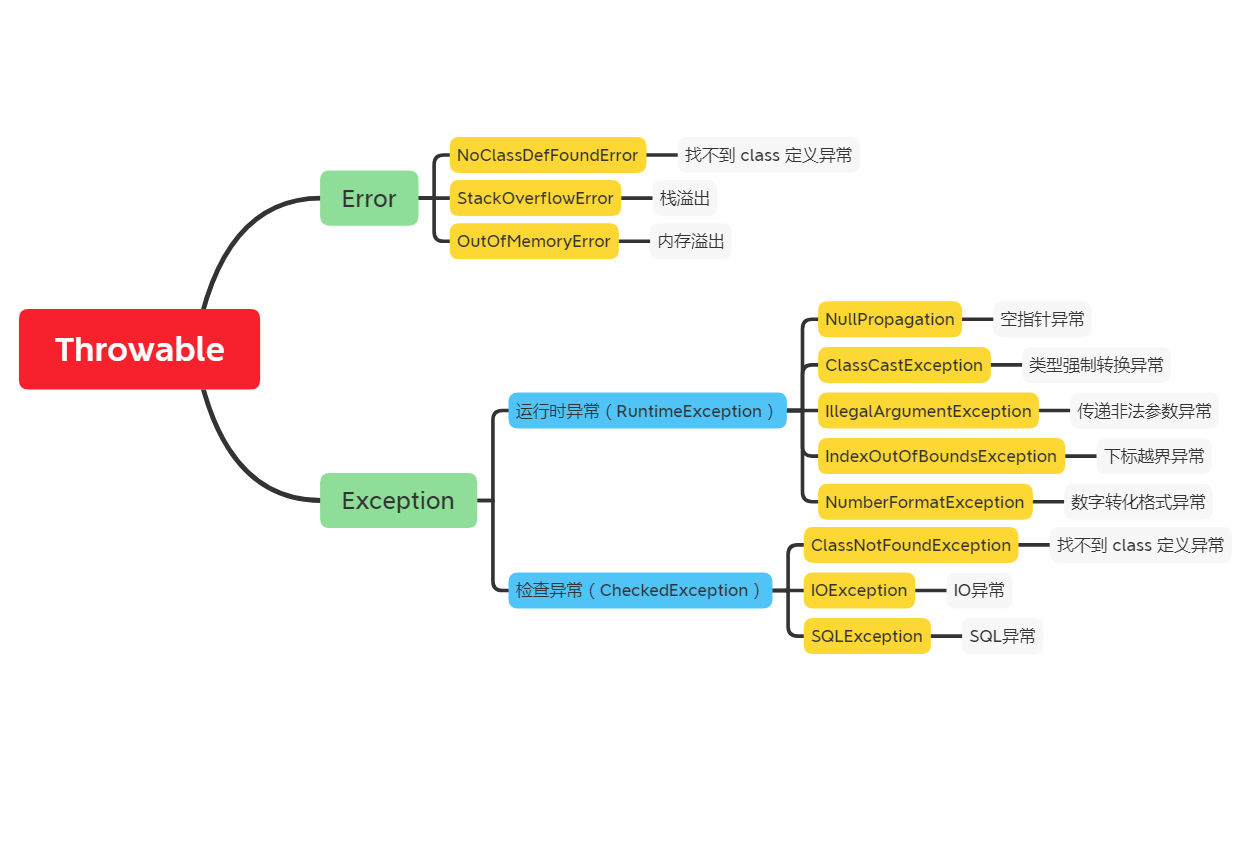 Throwable
Error
NoClassDefFoundError
找不到 class 定义异常
StackOverflowError
栈溢出
OutOfMemoryError
内存溢出
Exception
运行时异常（RuntimeException）
NullPropagation
空指针异常
ClassCastException
类型强制转换异常
IllegalArgumentException
传递非法参数异常
IndexOutOfBoundsException
下标越界异常
NumberFormatException
数字转化格式异常
检查异常（CheckedException）
ClassNotFoundException
找不到 class 定义异常
IOException
IO异常
SQLException
SQL异常